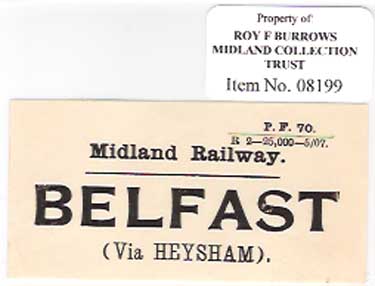 Property of
ROY F BURROWS
MIDLAND COLLECTION
TRUST
Item No. 08199
P. F. 70.
R 2—25,000—5/07.
Midland Railway.
BELFAST
(Via HEYSHAM).